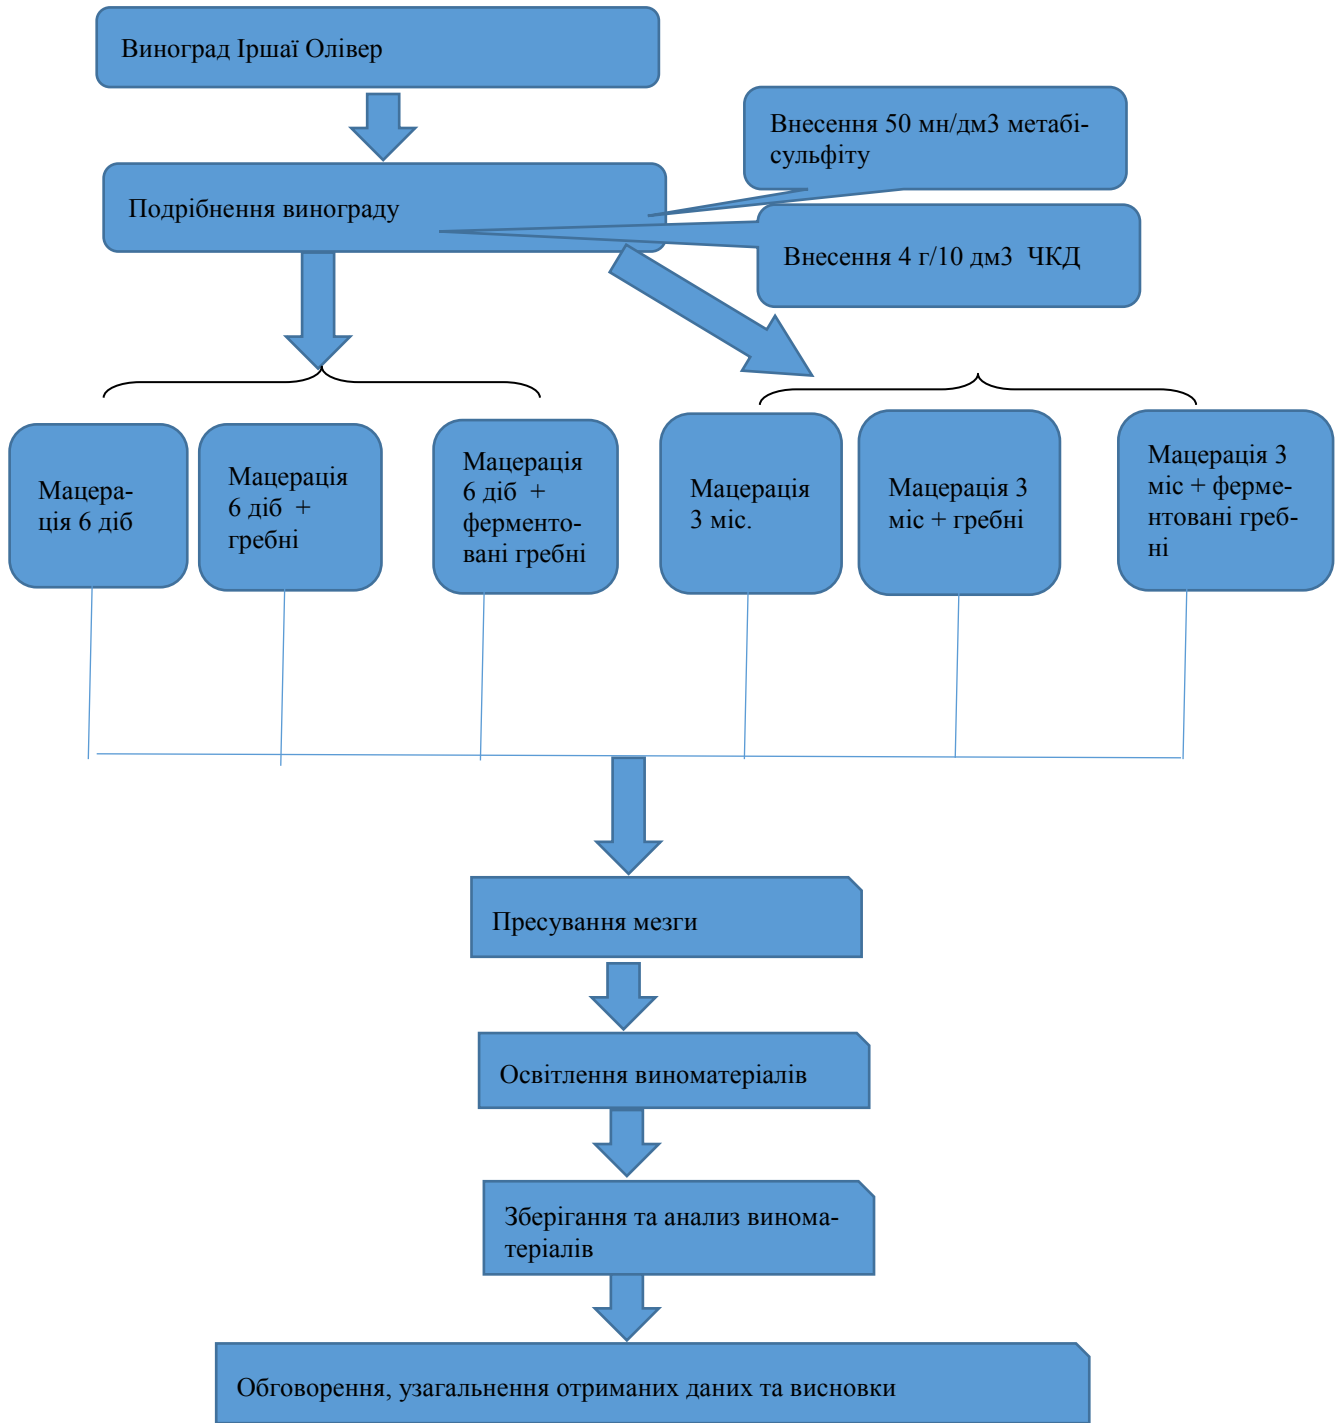 Виноград Іршаї Олівер
Внесення 50 мн/дм3 метабі-
сульфіту
Подрібнення винограду
Внесення 4 г/10 дм3 ЧКД
Мацера-
ція 6 діб
Мацерація
6 діб +
гребні
Мацерація
6 діб +
ферменто-
вані гребні
Мацерація
3 міс.
Мацерація 3
міс + гребні
Мацерація 3
міс + ферме-
нтовані греб-
ні
Пресування мезги
Освітлення виноматеріалів
Зберігання та анализ винома-
теріалів
Обговорення, узагальнення отриманих даних та висновки